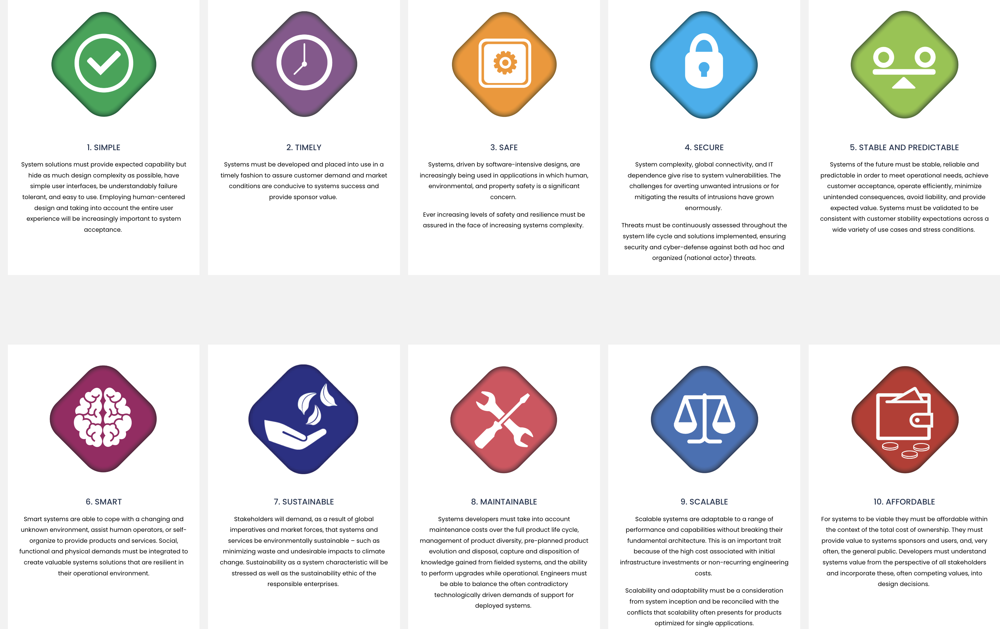 1. SIMPLE
System solutions must provide expected capability but
hide as much design complexity as possible, have
simple user interfaces, be understandably failure
tolerant, and easy to use. Employing human-centered
design and taking into account the entire user
experience will be increasingly important to system
acceptance.
2. TIMELY
Systems must be developed and placed into use in a
timely fashion to assure customer demand and market
conditions are conducive to systems success and
provide sponsor value.
3. SAFE
Systems, driven by software-intensive designs, are
increasingly being used in applications in which human,
environmental, and property safety is a significant
concern.
Ever increasing levels of safety and resilience must be
assured in the face of increasing systems complexity.
4. SECURE
System complexity, global connectivity, and IT
dependence give rise to system vulnerabilities. The
challenges for averting unwanted intrusions or for
mitigating the results of intrusions have grown
enormously.
Threats must be continuously assessed throughout the
system life cycle and solutions implemented, ensuring
security and cyber-defense against both ad hoc and
organized (national actor) threats.
5. STABLE AND PREDICTABLE
Systems of the future must be stable, reliable and
predictable in order to meet operational needs, achieve
customer acceptance, operate efficiently, minimize
unintended consequences, avoid liability, and provide
expected value. Systems must be validated to be
consistent with customer stability expectations across a
wide variety of use cases and stress conditions.
6. SMART
Smart systems are able to cope with a changing and
unknown environment, assist human operators, or self-
organize to provide products and services. Social,
functional and physical demands must be integrated to
create valuable systems solutions that are resilient in
their operational environment.
7. SUSTAINABLE
Stakeholders will demand, as a result of global
imperatives and market forces, that systems and
services be environmentally sustainable – such as
minimizing waste and undesirable impacts to climate
change. Sustainability as a system characteristic will be
stressed as well as the sustainability ethic of the
responsible enterprises.
8. MAINTAINABLE
Systems developers must take into account
maintenance costs over the full product life cycle,
management of product diversity, pre-planned product
evolution and disposal, capture and disposition of
knowledge gained from fielded systems, and the ability
to perform upgrades while operational. Engineers must
be able to balance the often contradictory
technologically driven demands of support for
deployed systems.
9. SCALABLE
Scalable systems are adaptable to a range of
performance and capabilities without breaking their
fundamental architecture. This is an important trait
because of the high cost associated with initial
infrastructure investments or non-recurring engineering
costs.
Scalability and adaptability must be a consideration
from system inception and be reconciled with the
conflicts that scalability often presents for products
optimized for single applications.
10. AFFORDABLE
For systems to be viable they must be affordable within
the context of the total cost of ownership. They must
provide value to systems sponsors and users, and, very
often, the general public. Developers must understand
systems value from the perspective of all stakeholders
and incorporate these, often competing values, into
design decisions.